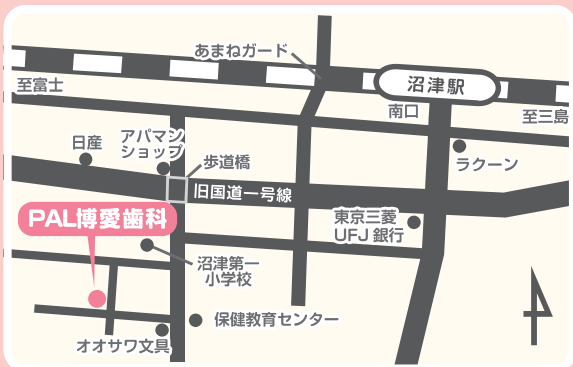 あまねガード
沼津駅
至富士
南口
至三島
日産
アパマン
ショップ
歩道橋
ラクーン
旧国道一号線
PAL博愛歯科
東京三菱
UFJ銀行
沼津第一
小学校
保健教育センター
オオサワ文具